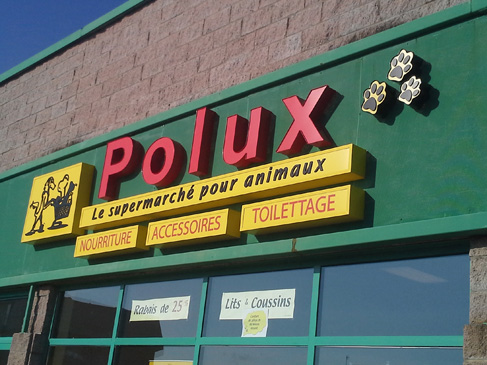 Polux
Le supermarché pour animaux
NOURRITURE ACCESSOIRES TOILETTAGE
Rabais de 25%
Lits & Coussins